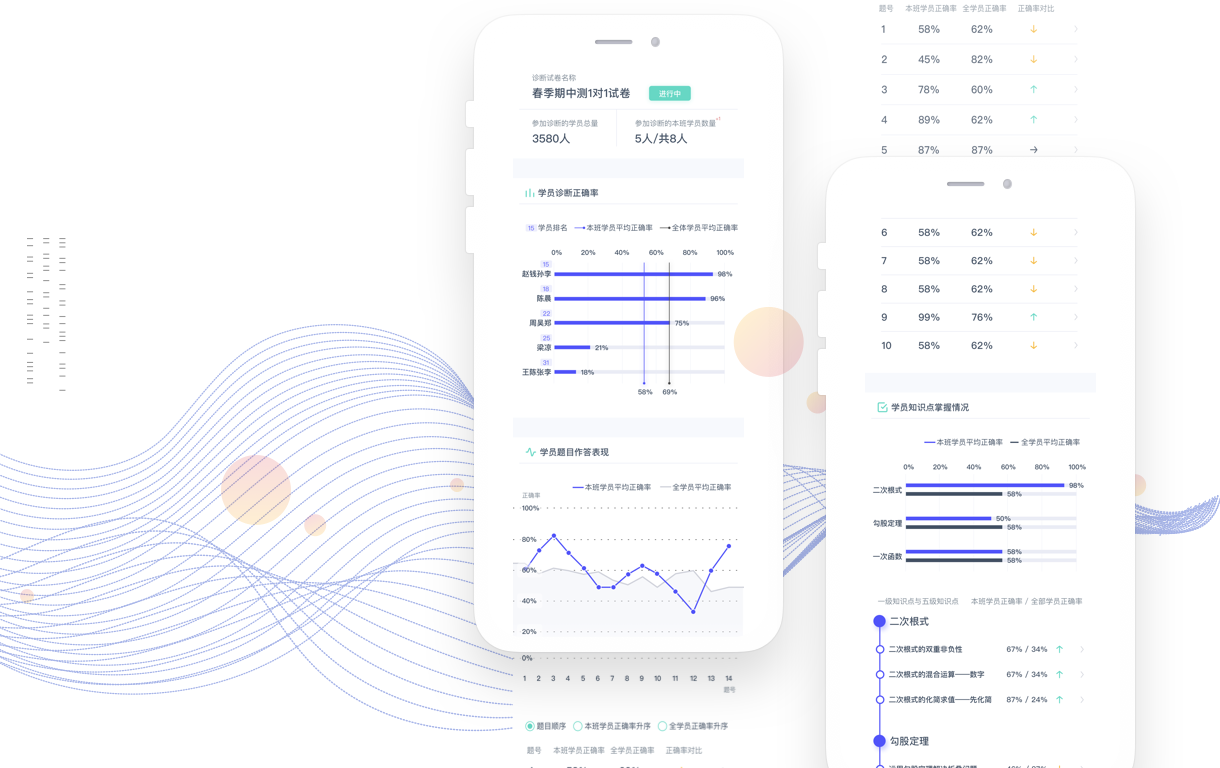 诊断试卷名称
春季期中测1对1试卷 进行中
参加诊断的学员总量 参加诊断的本班学员数量
3580人 5人/共8人
学员诊断正确率
15 学员排名 本班学员平均正确率 全体学员平均正确率
0% 20% 40% 60% 80% 100%
15
赵钱孙李 98%
18
陈晨 96%
22
周吴郑 75%
25
梁凉 21%
31
王陈张李 18%
58% 69%
学员题目作答表现
本班学员平均正确率 全学员平均正确率
正确率
100%
80%
60%
40%
20%
0%
1 2 3 4 5 6 7 8 9 10 11 12 13 14
题号
题目顺序 本班学员正确率升序 全学员正确率升序
题号 本班学员正确率 全学员正确率 正确率对比
题号 本班学员正确率 全学员正确率 正确率对比
1 58% 62% ↓
2 45% 82% ↓
3 78% 60% ↑
4 89% 62% ↑
5 87% 87% →
6 58% 62% ↓
7 58% 62% ↓
8 58% 62% ↓
9 99% 76% ↑
10 58% 62% ↓
学员知识点掌握情况
本班学员平均正确率 全学员平均正确率
0% 20% 40% 60% 80% 100%
二次根式 98%
58%
勾股定理 50%
58%
一次函数 58%
58%
一级知识点与五级知识点 本班学员正确率 / 全部学员正确率
二次根式
二次根式的双重非负性 67% / 34% ↑
二次根式的混合运算——数字 67% / 34% ↑
二次根式的化简求值——先化简 87% / 24% ↑
勾股定理